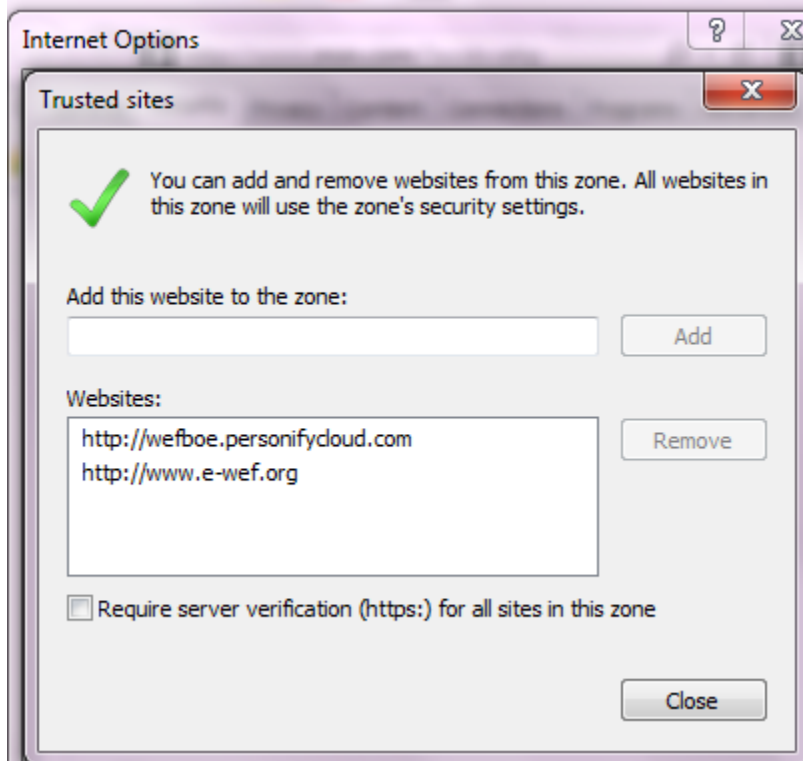 Internet Options
Trusted sites
You can add and remove websites from this zone. All websites in
this zone will use the zone's security settings.
Add this website to the zone:
Add
Websites:
http://wefboe.personifycloud.com
Remove
http://www.e-wef.org
Require server verification (https:) for all sites in this zone
Close